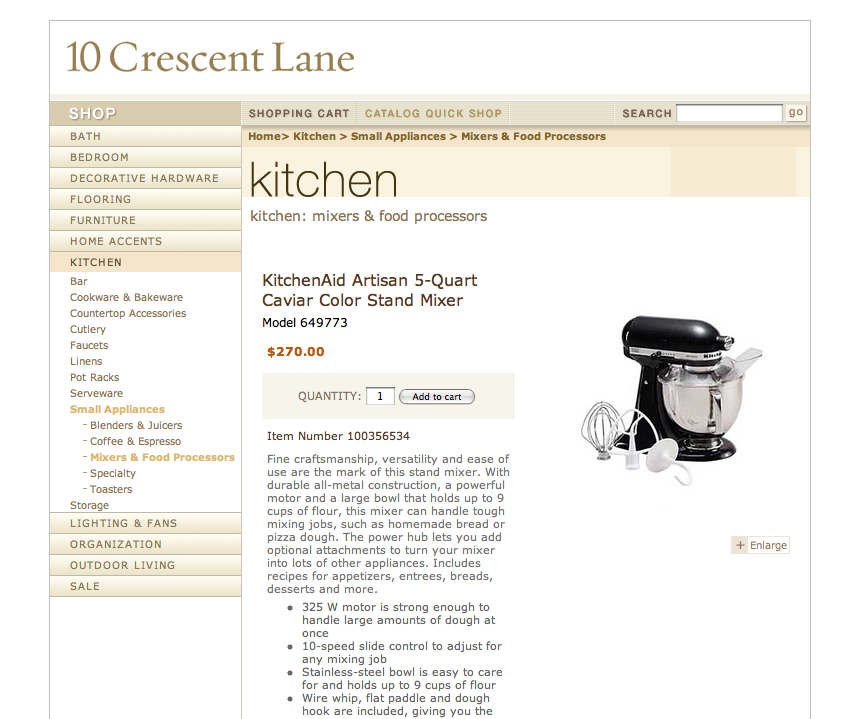 10 Crescent Lane
SHOP
SHOPPING CART CATALOG QUICK SHOP SEARCH go
BATH
BEDROOM
DECORATIVE HARDWARE
FLOORING
FURNITURE
HOME ACCENTS
KITCHEN
Bar
Cookware & Bakeware
Countertop Accessories
Cutlery
Faucets
Linens
Pot Racks
Serveware
Small Appliances
- Blenders & Juicers
- Coffee & Espresso
- Mixers & Food Processors
- Specialty
- Toasters
Storage
LIGHTING & FANS
ORGANIZATION
OUTDOOR LIVING
SALE
Home> Kitchen > Small Appliances > Mixers & Food Processors
kitchen
kitchen: mixers & food processors
KitchenAid Artisan 5-Quart
Caviar Color Stand Mixer
Model 649773
$270.00
QUANTITY: 1 Add to cart
Item Number 100356534
Fine craftsmanship, versatility and ease of
use are the mark of this stand mixer. With
durable all-metal construction, a powerful
motor and a large bowl that holds up to 9
cups of flour, this mixer can handle tough
mixing jobs, such as homemade bread or
pizza dough. The power hub lets you add
optional attachments to turn your mixer
into lots of other appliances. Includes
recipes for appetizers, entrees, breads,
desserts and more.
• 325 W motor is strong enough to
handle large amounts of dough at
once
• 10-speed slide control to adjust for
any mixing job
• Stainless-steel bowl is easy to care
for and holds up to 9 cups of flour
• Wire whip, flat paddle and dough
hook are included, giving you the
+ Enlarge